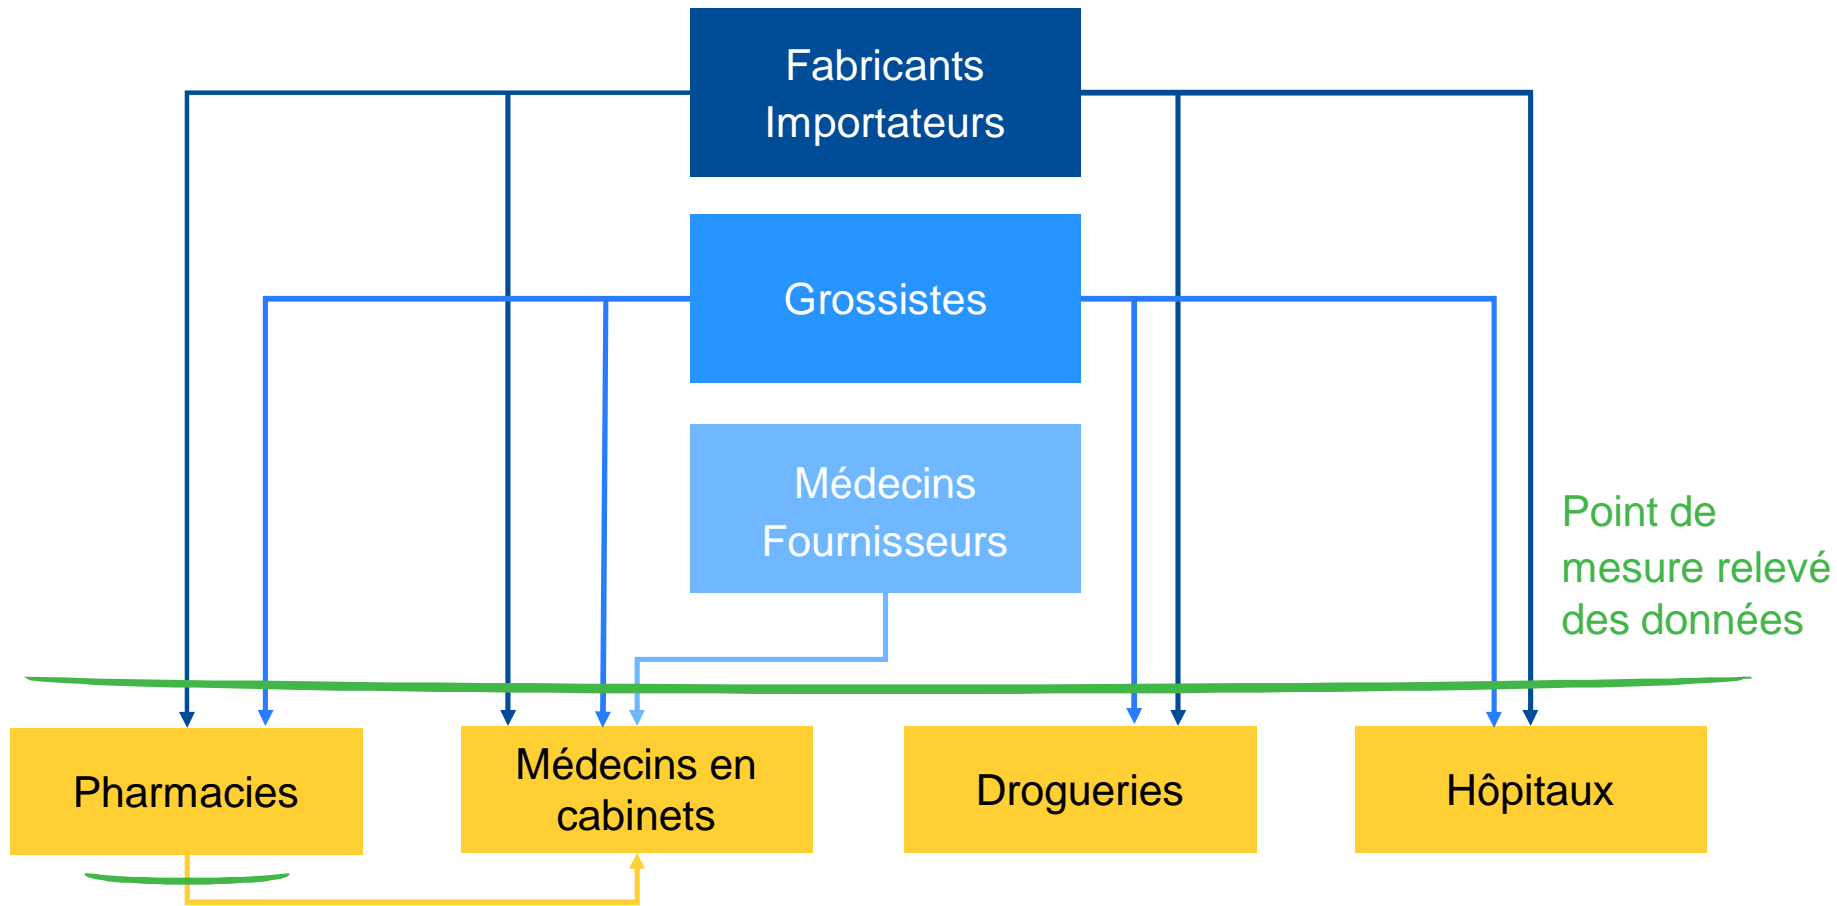 Fabricants
Importateurs
Grossistes
Médecins
Fournisseurs
Point de
mesure relevé
des données
Pharmacies
Médecins en
cabinets
Drogueries
Hôpitaux